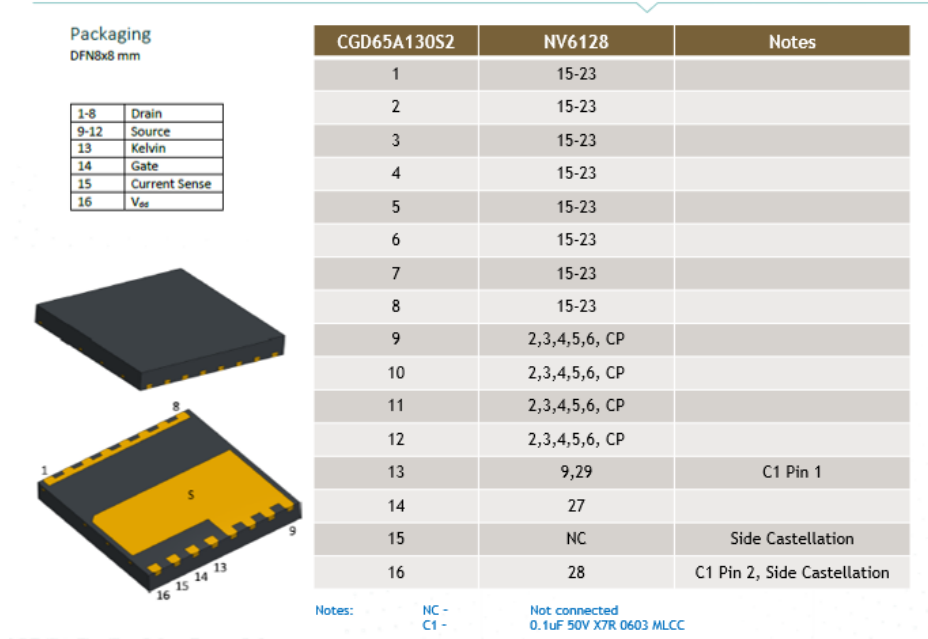 Packaging
DFN8x8 mm
1-8 Drain
9-12 Source
13 Kelvin
14 Gate
15 Current Sense
16 Vdd
8
1
S
9
13
14
15
16
CGD65A130S2 NV6128 Notes
1 15-23
2 15-23
3 15-23
4 15-23
5 15-23
6 15-23
7 15-23
8 15-23
9 2,3,4,5,6, CP
10 2,3,4,5,6, CP
11 2,3,4,5,6, CP
12 2,3,4,5,6, CP
13 9,29 C1 Pin 1
14 27
15 NC Side Castellation
16 28 C1 Pin 2, Side Castellation
Notes: NC - Not connected
C1 - 0.1uF 50V X7R 0603 MLCC